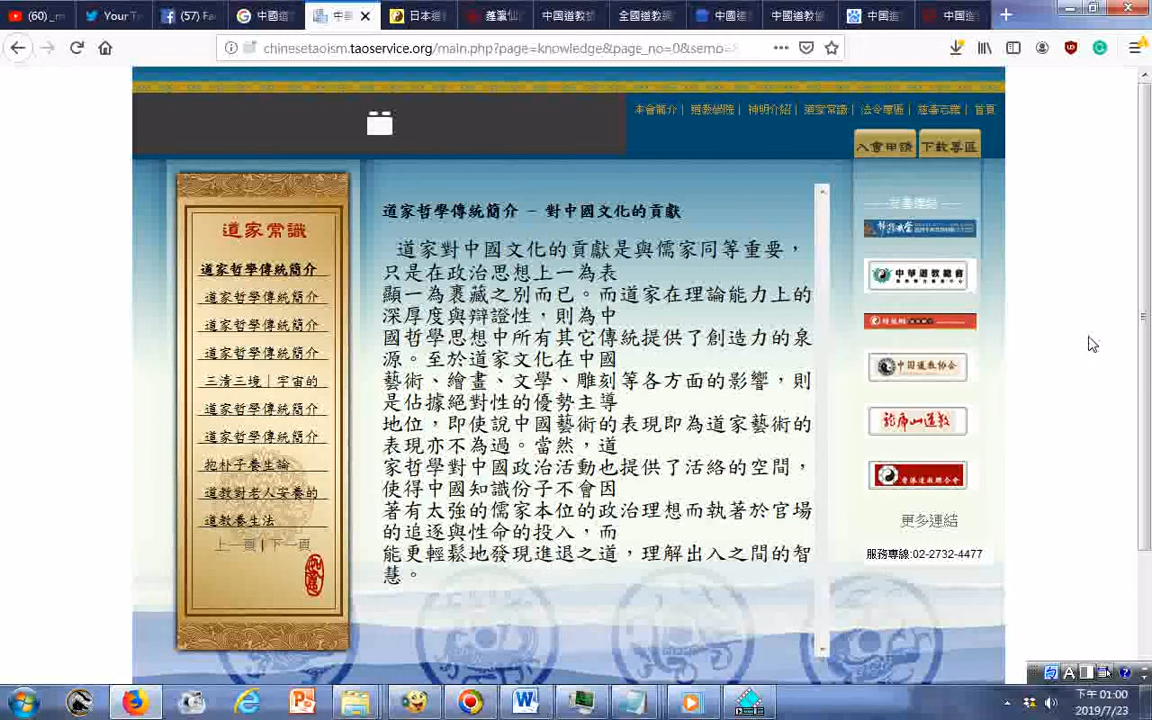 (60)
Your T
(57) Fa
中國道
中華
日本道
蓬瀛仙
中国道教
全國道教
中國道
中國道教
中国道
中国道
chinesetaoism.taoservice.org/main.php?page=knowledge&page_no=0&semo=
本會簡介 | 道教學院 | 神明介紹 | 道家常識 | 法令專區 | 慈善志業 | 首頁
入會申請
下載專區
道家常識
道家哲學傳統簡介
道家哲學傳統簡介
道家哲學傳統簡介
道家哲學傳統簡介
三清三境｜宇宙的
道家哲學傳統簡介
道家哲學傳統簡介
抱朴子養生論
道教對老人安養的
道教養生法
上一頁 | 下一頁
道家哲學傳統簡介 － 對中國文化的貢獻
道家對中國文化的貢獻是與儒家同等重要，
只是在政治思想上一為表
顯一為裏藏之別而已。而道家在理論能力上的
深厚度與辯證性，則為中
國哲學思想中所有其它傳統提供了創造力的泉
源。至於道家文化在中國
藝術、繪畫、文學、雕刻等各方面的影響，則
是佔據絕對性的優勢主導
地位，即使說中國藝術的表現即為道家藝術的
表現亦不為過。當然，道
家哲學對中國政治活動也提供了活絡的空間，
使得中國知識份子不會因
著有太強的儒家本位的政治理想而執著於官場
的追逐與性命的投入，而
能更輕鬆地發現進退之道，理解出入之間的智
慧。
友善連結
中華道教總會
中国道教协会
龍虎山道教
香港道教聯合會
更多連結
服務專線:02-2732-4477
下午 01:00
2019/7/23